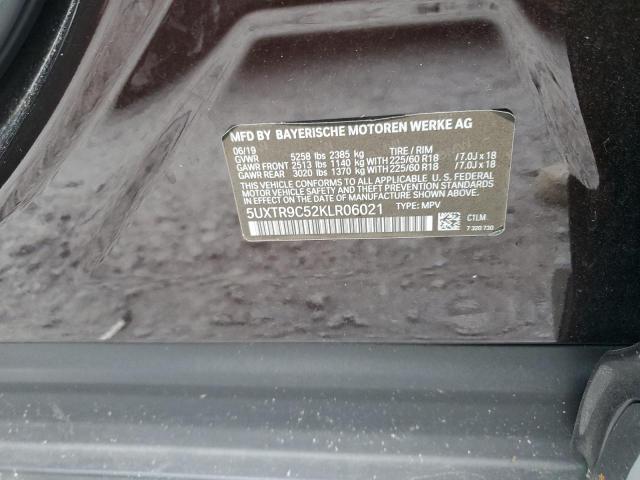 MFD BY BAYERISCHE MOTOREN WERKE AG
06/19 TIRE / RIM
GVWR 5258 lbs 2385 kg
GAWR FRONT 2513 lbs 1140 kg WITH 225/60 R18 /7.0J x 18
GAWR REAR 3020 lbs 1370 kg WITH 225/60 R18 /7.0J x 18
THIS VEHICLE CONFORMS TO ALL APPLICABLE U. S. FEDERAL
MOTOR VEHICLE SAFETY, BUMPER, AND THEFT PREVENTION
STANDARDS IN EFFECT ON THE DATE OF MANUFACTURE SHOWN
ABOVE.
5UXTR9C52KLR06021 TYPE: MPV
CTLM
7 320 730